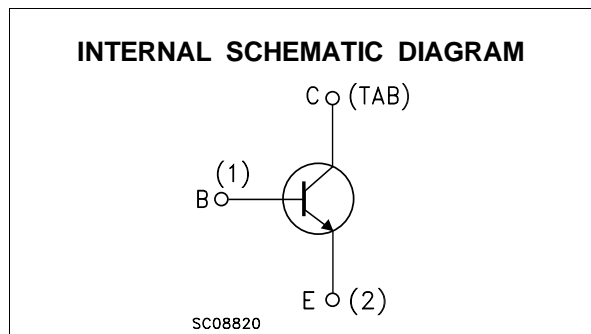 INTERNAL SCHEMATIC DIAGRAM
C (TAB)
(1)
B
E (2)
SC08820